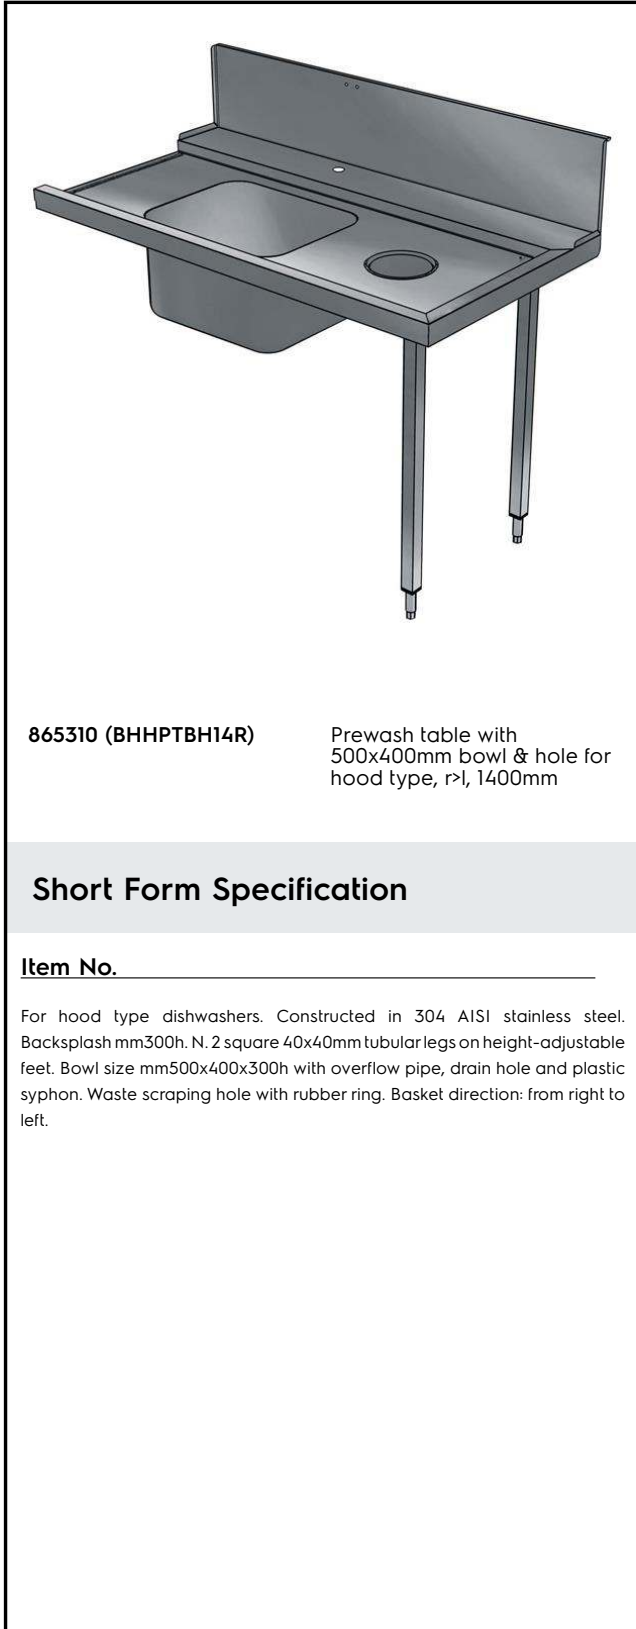 865310 (BHHPTBH14R)
Prewash table with
500x400mm bowl & hole for
hood type, r>l, 1400mm
Short Form Specification
Item No.
For hood type dishwashers. Constructed in 304 AISI stainless steel.
Backsplash mm300h. N. 2 square 40x40mm tubular legs on height-adjustable
feet. Bowl size mm500x400x300h with overflow pipe, drain hole and plastic
syphon. Waste scraping hole with rubber ring. Basket direction: from right to
left.